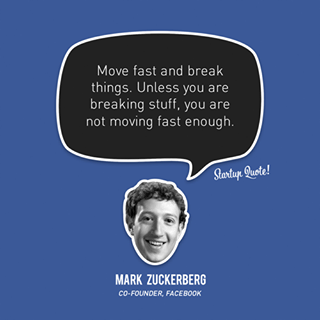 Move fast and break
things. Unless you are
breaking stuff, you are
not moving fast enough.
Startup Quote!
MARK ZUCKERBERG
CO-FOUNDER, FACEBOOK